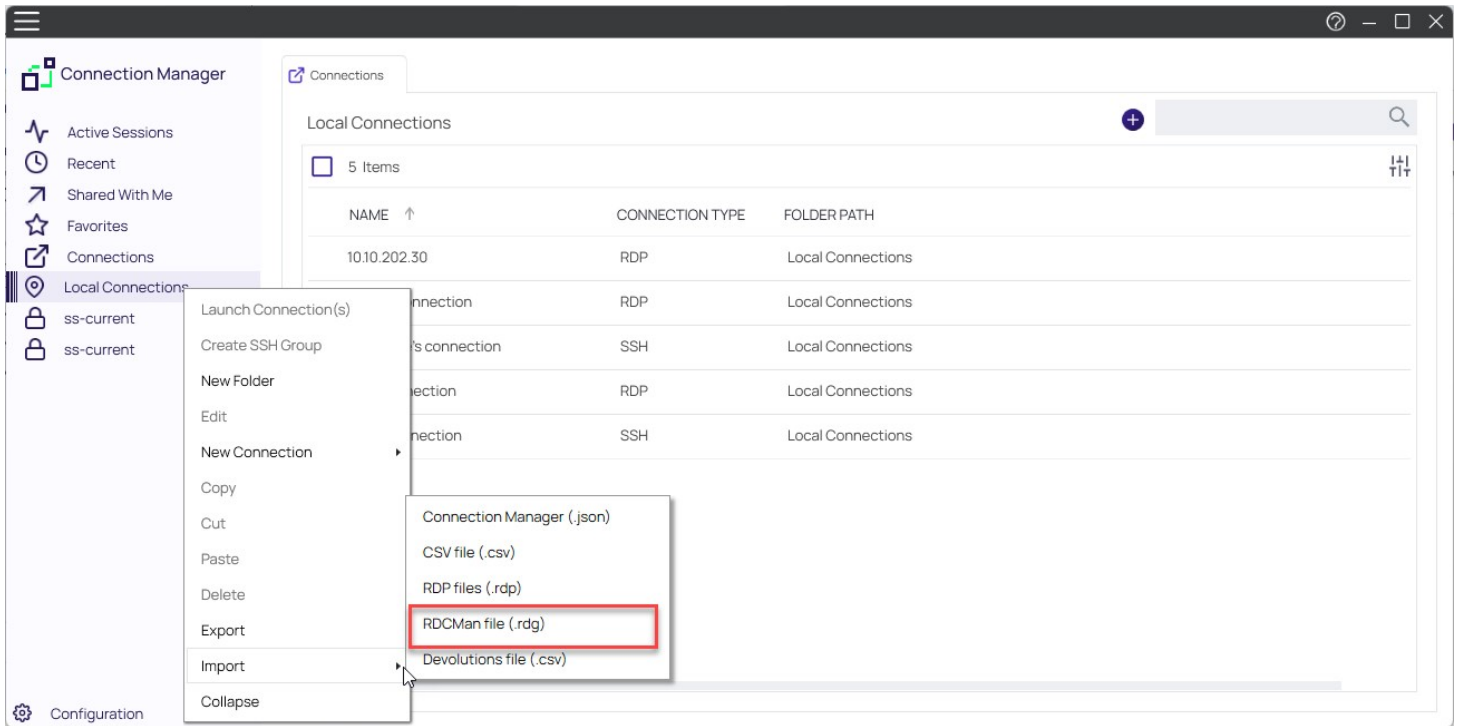 Connection Manager
Active Sessions
Recent
Shared With Me
Favorites
Connections
Local Connections
ss-current
ss-current
Configuration
Connections
Local Connections
5 Items
NAME CONNECTION TYPE FOLDER PATH
10.10.202.30 RDP Local Connections
RDP Local Connections
's connection SSH Local Connections
RDP Local Connections
SSH Local Connections
Launch Connection(s)
Create SSH Group
New Folder
Edit
New Connection
Copy
Cut
Paste
Delete
Export
Import
Collapse
Connection Manager (.json)
CSV file (.csv)
RDP files (.rdp)
RDCMan file (.rdg)
Devolutions file (.csv)